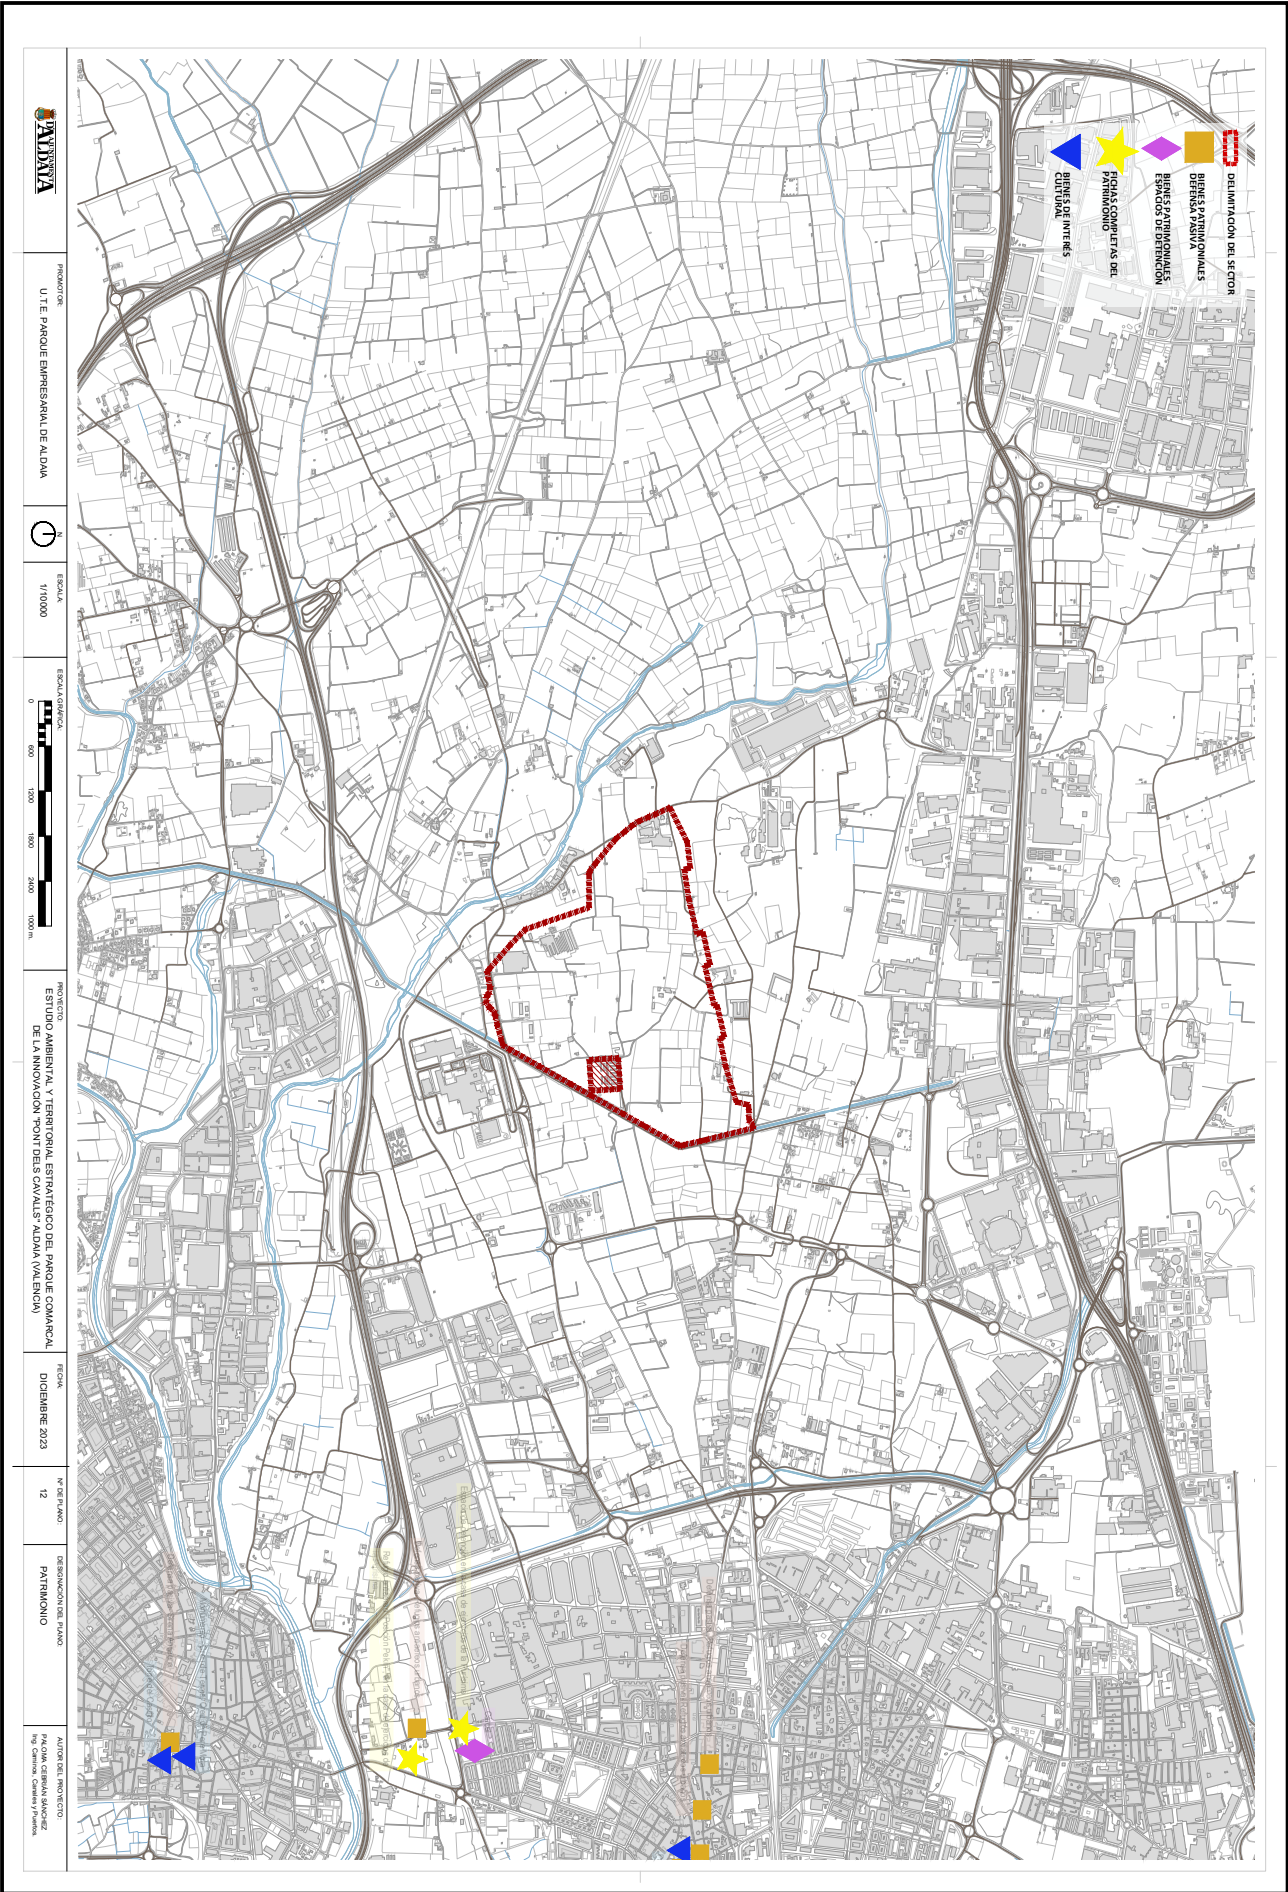 DELIMITACIÓN DEL SECTOR
BIENES PATRIMONIALES
DEFENSA PASIVA
BIENES PATRIMONIALES
ESPACIOS DE DETENCIÓN
FICHAS COMPLETAS DEL
PATRIMONIO
BIENES DE INTERÉS
CULTURAL
AJUNTAMENT
D'ALDAIA
PROMOTOR:
U.T.E. PARQUE EMPRESARIAL DE ALDAIA
N
ESCALA:
1/10000
ESCALA GRÁFICA:
0 600 1200 1800 2400 1000 m.
PROYECTO:
ESTUDIO AMBIENTAL Y TERRITORIAL ESTRATÉGICO DEL PARQUE COMARCAL
DE LA INNOVACIÓN "PONT DELS CAVALLS" ALDAIA (VALENCIA)
FECHA:
DICIEMBRE 2023
Nº DE PLANO:
12
DESIGNACIÓN DEL PLANO:
PATRIMONIO
AUTOR DEL PROYECTO:
PALOMA CEBRIÁN SÁNCHEZ
Ing. Caminos, Canales y Puertos.